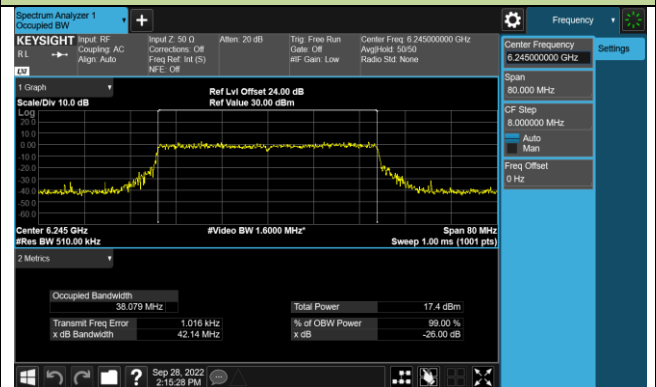 Spectrum Analyzer 1
Occupied BW
Frequency
KEYSIGHT
RL
LXI
Input: RF
Coupling: AC
Align: Auto
Input Z: 50 Ω
Corrections: Off
Freq Ref: Int (S)
NFE: Off
Atten: 20 dB
Trig: Free Run
Gate: Off
#IF Gain: Low
Center Freq: 6.245000000 GHz
Avg|Hold: 50/50
Radio Std: None
Center Frequency
6.245000000 GHz
Settings
Span
80.000 MHz
CF Step
8.000000 MHz
Auto
Man
Freq Offset
0 Hz
1 Graph
Scale/Div 10.0 dB
Ref Lvl Offset 24.00 dB
Ref Value 30.00 dBm
Log
20.0
10.0
0.00
-10.0
-20.0
-30.0
-40.0
-50.0
-60.0
Center 6.245 GHz
#Res BW 510.00 kHz
#Video BW 1.6000 MHz*
Span 80 MHz
Sweep 1.00 ms (1001 pts)
2 Metrics
Occupied Bandwidth
38.079 MHz
Total Power 17.4 dBm
Transmit Freq Error 1.016 kHz
% of OBW Power 99.00 %
x dB Bandwidth 42.14 MHz
x dB -26.00 dB
?
Sep 28, 2022
2:15:28 PM